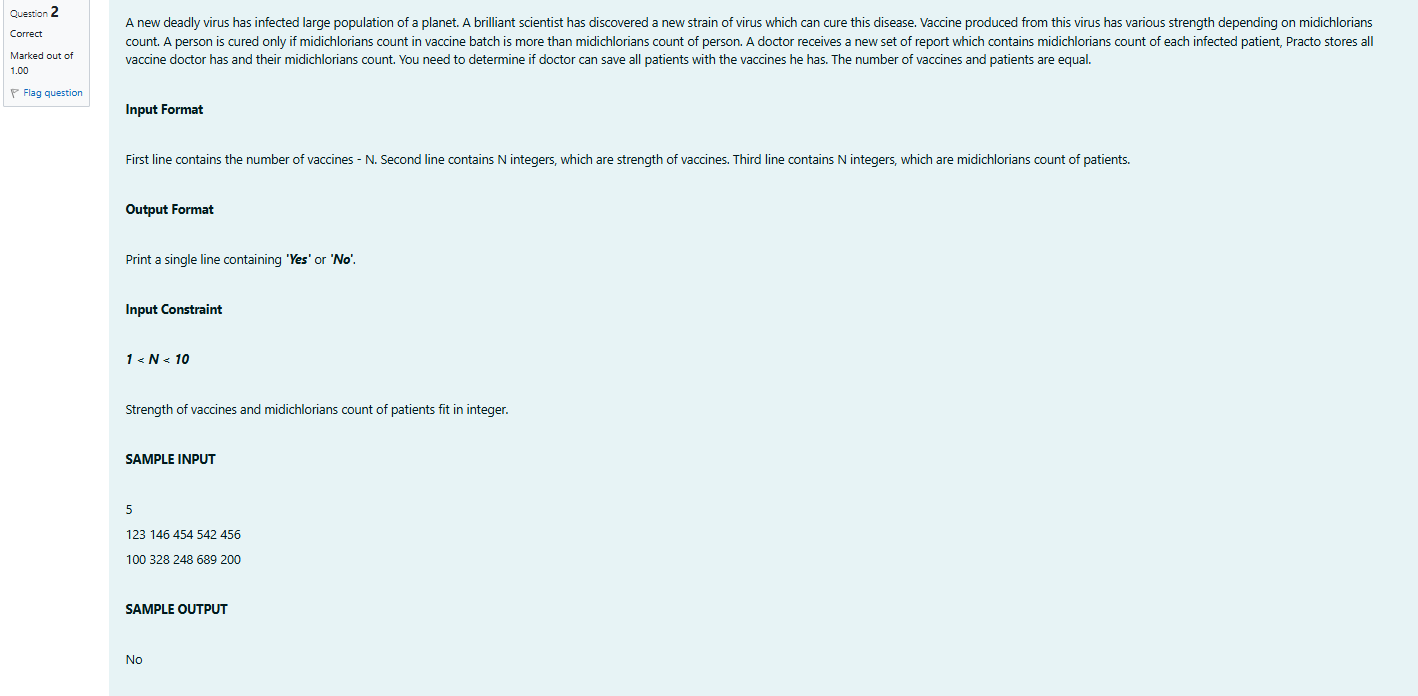 Question 2
Correct
Marked out of
1.00
Flag question
A new deadly virus has infected large population of a planet. A brilliant scientist has discovered a new strain of virus which can cure this disease. Vaccine produced from this virus has various strength depending on midichlorians
count. A person is cured only if midichlorians count in vaccine batch is more than midichlorians count of person. A doctor receives a new set of report which contains midichlorians count of each infected patient, Practo stores all
vaccine doctor has and their midichlorians count. You need to determine if doctor can save all patients with the vaccines he has. The number of vaccines and patients are equal.
Input Format
First line contains the number of vaccines - N. Second line contains N integers, which are strength of vaccines. Third line contains N integers, which are midichlorians count of patients.
Output Format
Print a single line containing 'Yes' or 'No'.
Input Constraint
1 < N < 10
Strength of vaccines and midichlorians count of patients fit in integer.
SAMPLE INPUT
5
123 146 454 542 456
100 328 248 689 200
SAMPLE OUTPUT
No